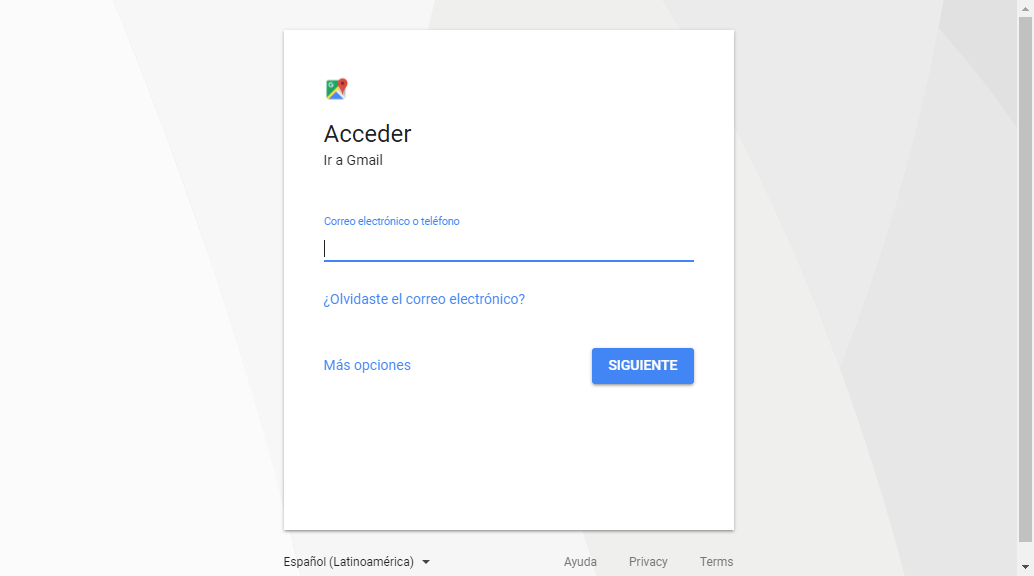 Acceder
Ir a Gmail
Correo electrónico o teléfono
¿Olvidaste el correo electrónico?
Más opciones
SIGUIENTE
Español (Latinoamérica)
Ayuda
Privacy
Terms